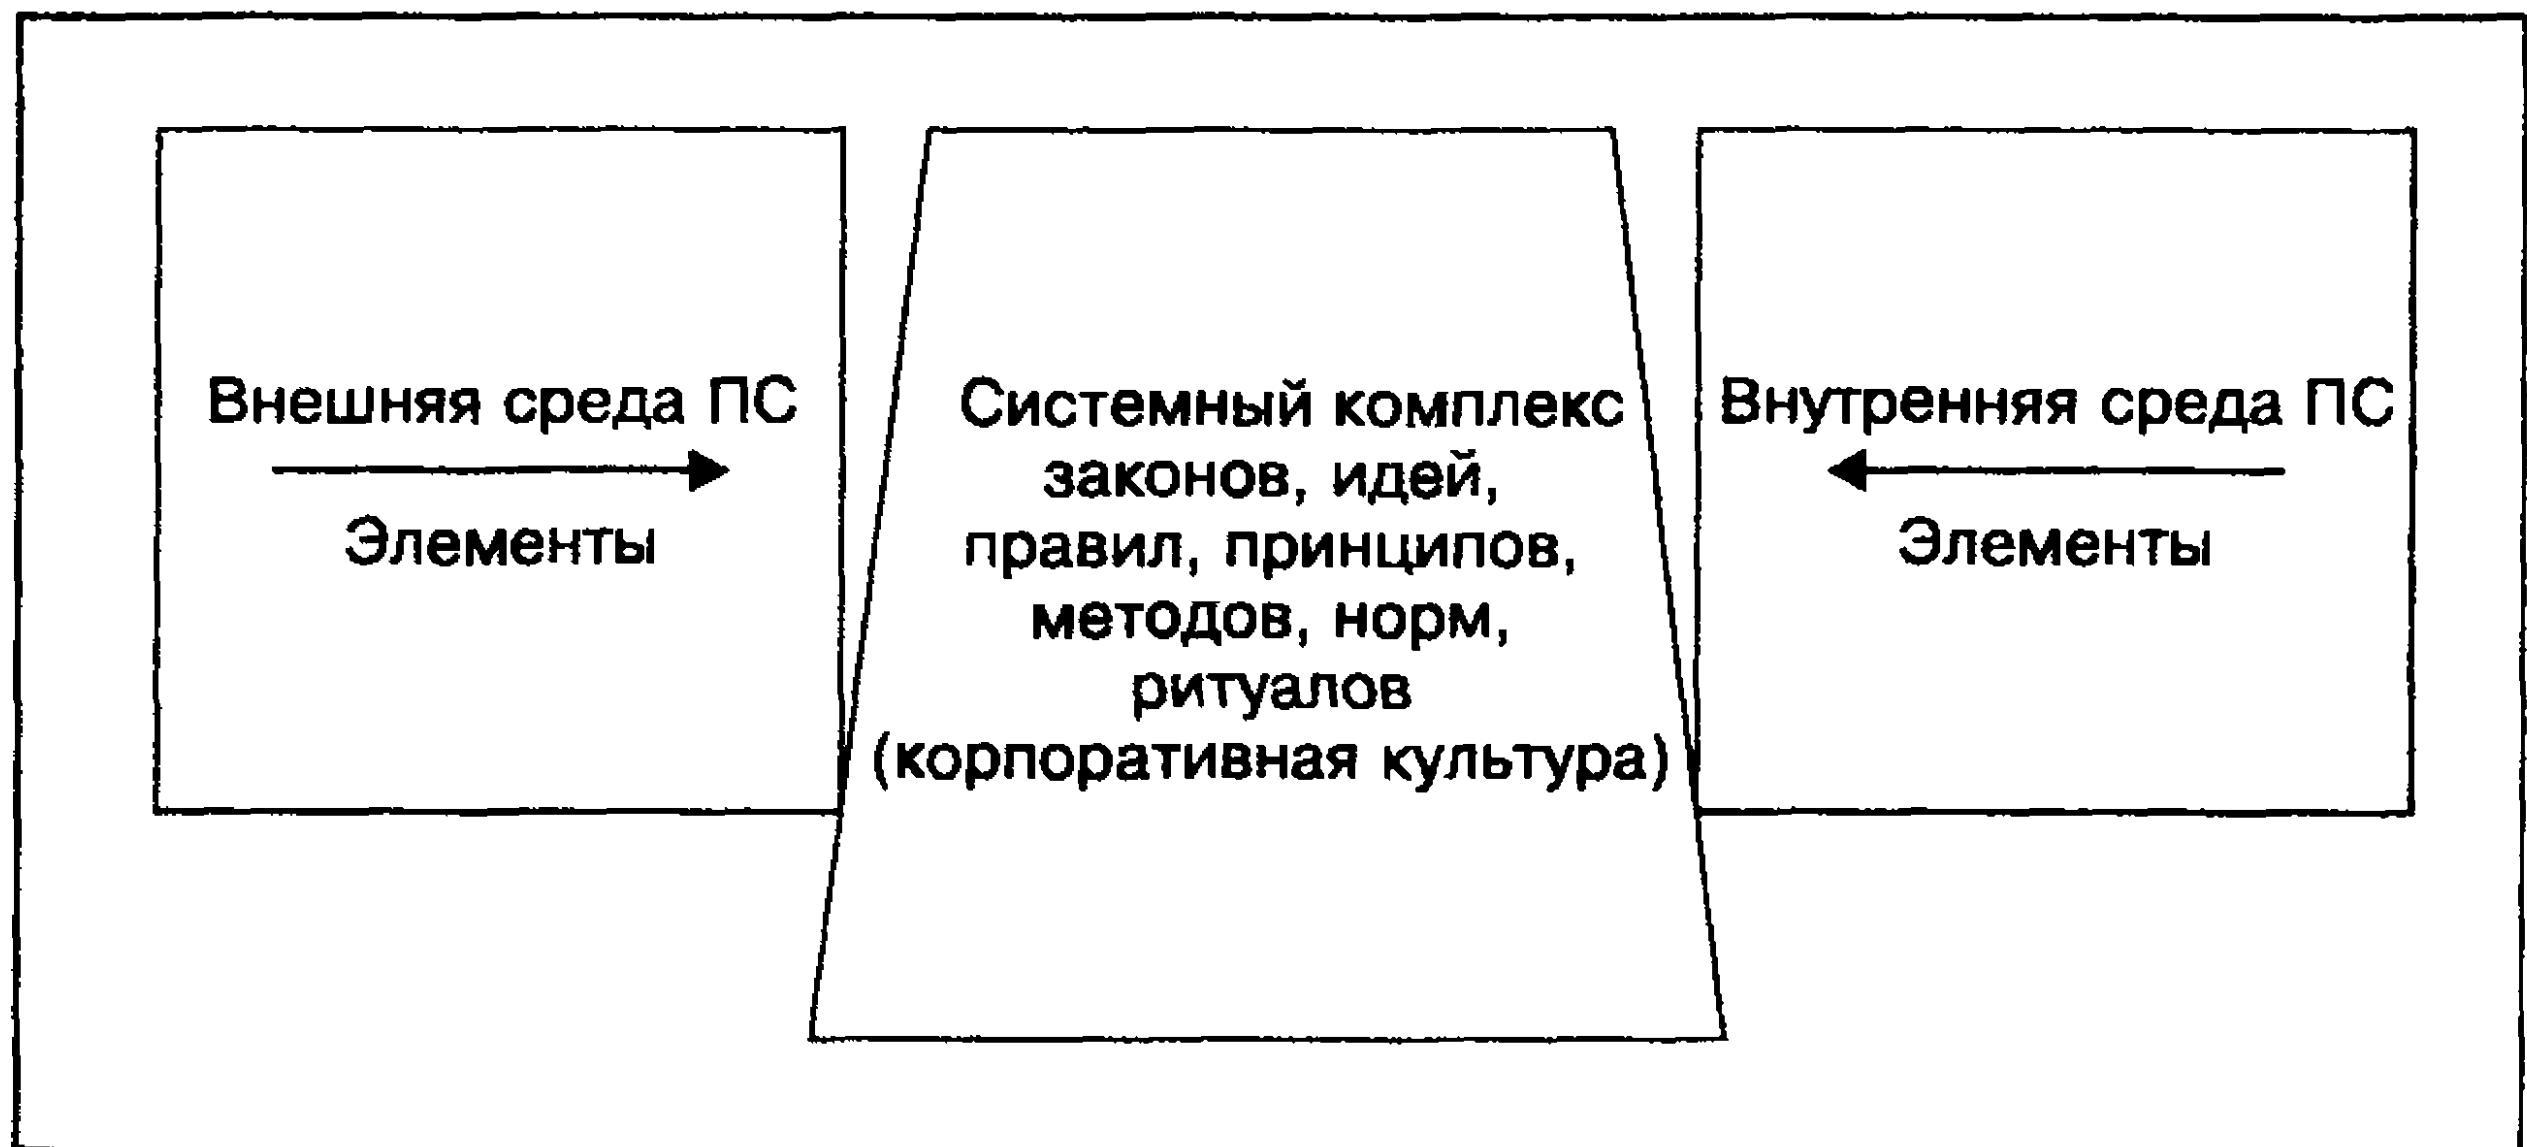 Внешняя среда ПС
Элементы
Системный комплекс
законов, идей,
правил, принципов,
методов, норм,
ритуалов
(корпоративная культура)
Внутренняя среда ПС
Элементы